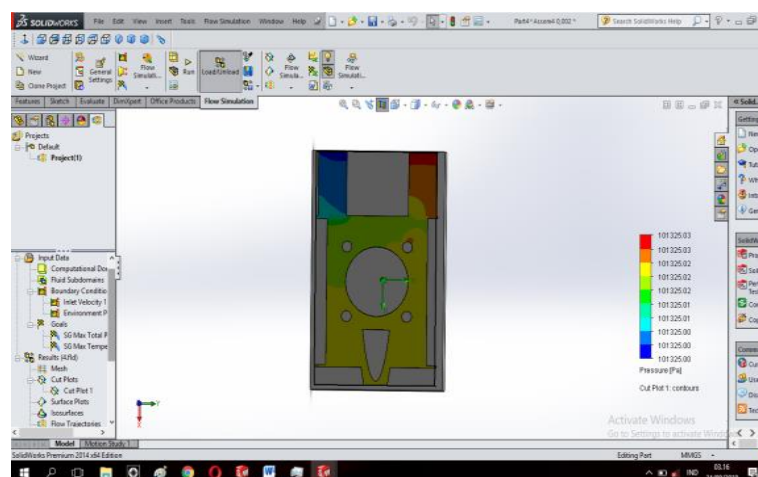 SOLIDWORKS File Edit View Insert Tools Flow Simulation Window Help Part4^Assem4 0,002 * Search SolidWorks Help
Wizard
New
Clone Project
General Settings
Flow Simulati...
Run
Load/Unload
Flow Simula...
Flow Simulati...
Features Sketch Evaluate DimXpert Office Products Flow Simulation
Projects
Default
Project(1)
Input Data
Computational Do
Fluid Subdomains
Boundary Conditio
Inlet Velocity 1
Environment P
Goals
SG Max Total P
SG Max Tempe
Results (4.fld)
Mesh
Cut Plots
Cut Plot 1
Surface Plots
Isosurfaces
Flow Trajectories
101325.03
101325.03
101325.02
101325.02
101325.02
101325.01
101325.01
101325.00
101325.00
101325.00
Pressure [Pa]
Cut Plot 1: contours
Activate Windows
Go to Settings to activate Windo
Model Motion Study 1
SolidWorks Premium 2014 x64 Edition Editing Part MMGS
IND 03.16